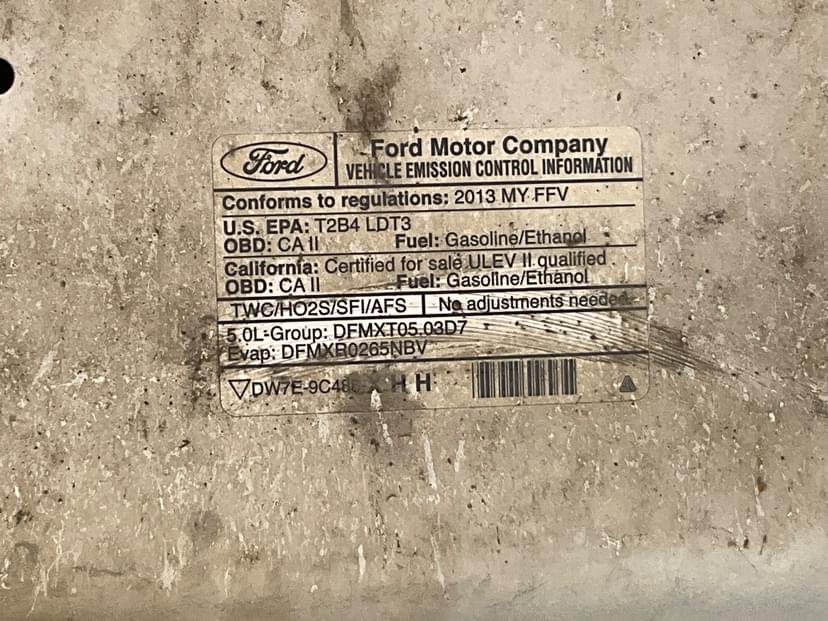 Ford
Ford Motor Company
VEHICLE EMISSION CONTROL INFORMATION
Conforms to regulations: 2013 MY FFV
U.S. EPA: T2B4 LDT3
OBD: CA II Fuel: Gasoline/Ethanol
California: Certified for sale ULEV II qualified.
OBD: CA II Fuel: Gasoline/Ethanol
TWC/HO2S/SFI/AFS No adjustments needed.
5.0L-Group: DFMXT05.03D7
Evap: DFMXR0265NBV
H H